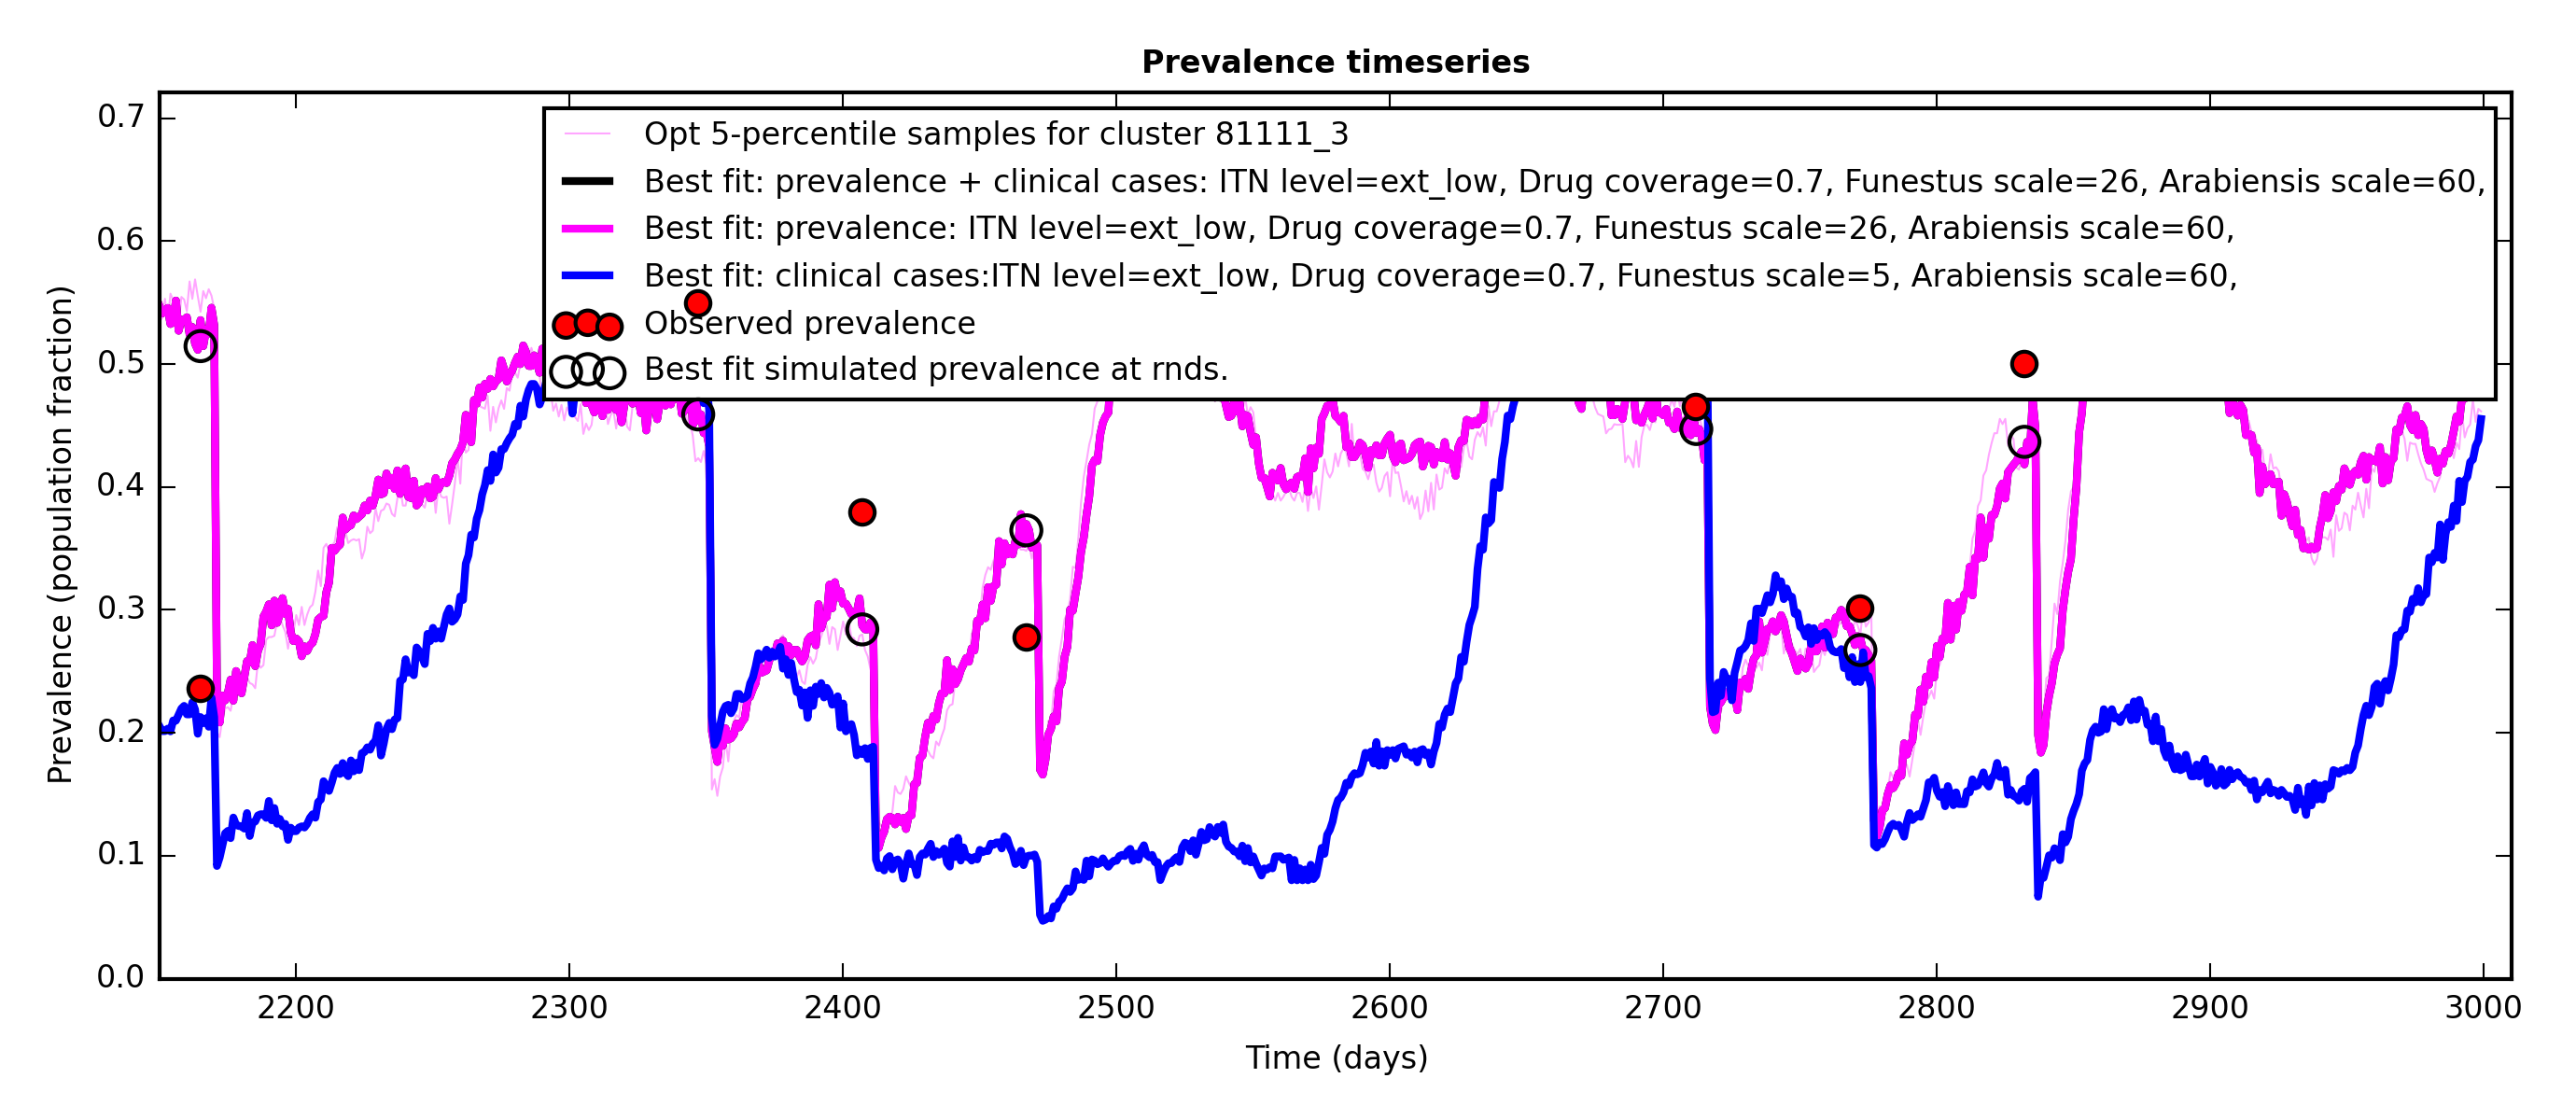 Prevalence timeseries
0.7
0.6
0.5
0.4
0.3
0.2
0.1
0.0
Prevalence (population fraction)
Opt 5-percentile samples for cluster 81111_3
Best fit: prevalence + clinical cases: ITN level=ext_low, Drug coverage=0.7, Funestus scale=26, Arabiensis scale=60,
Best fit: prevalence: ITN level=ext_low, Drug coverage=0.7, Funestus scale=26, Arabiensis scale=60,
Best fit: clinical cases:ITN level=ext_low, Drug coverage=0.7, Funestus scale=5, Arabiensis scale=60,
Observed prevalence
Best fit simulated prevalence at rnds.
2200 2300 2400 2500 2600 2700 2800 2900 3000
Time (days)